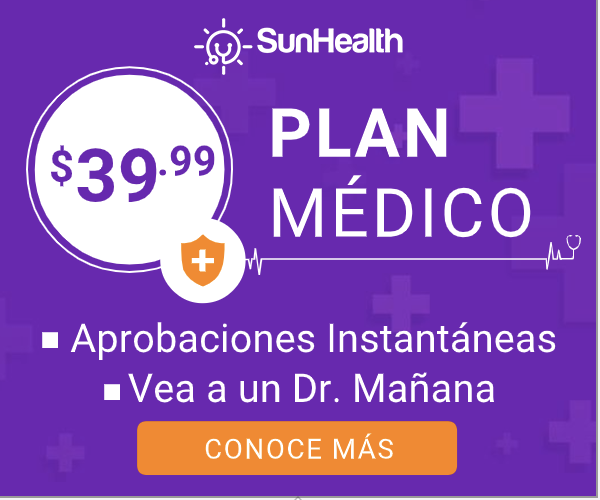 SunHealth
$39.99
PLAN
MÉDICO
▪ Aprobaciones Instantáneas
▪ Vea a un Dr. Mañana
CONOCE MÁS